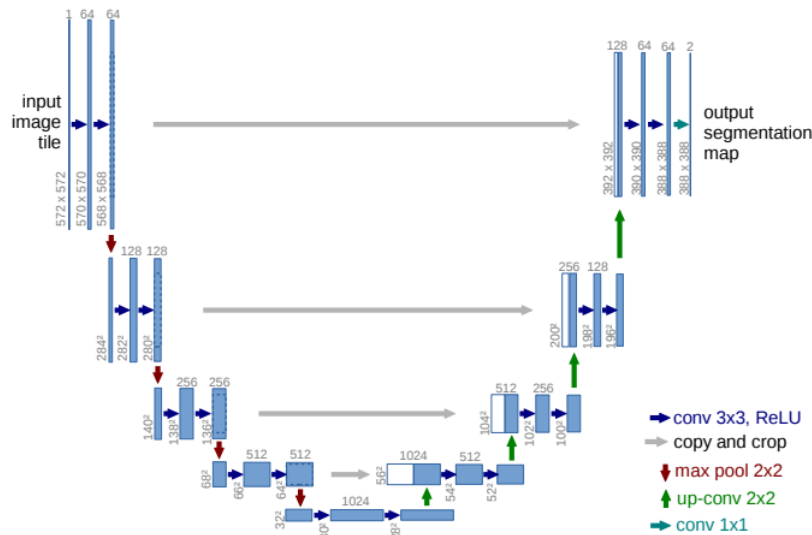 1 64 64
input
image
tile
572 x 572
570 x 570
568 x 568
128 64 64 2
output
segmentation
map
392 x 392
390 x 390
388 x 388
388 x 388
128 128
284²
282²
280²
256 128
200²
198²
196²
256 256
140²
138²
136²
512 256
104²
102²
100²
512 512
68²
66²
64²
1024 512
56²
54²
52²
1024
32²
conv 3x3, ReLU
copy and crop
max pool 2x2
up-conv 2x2
conv 1x1